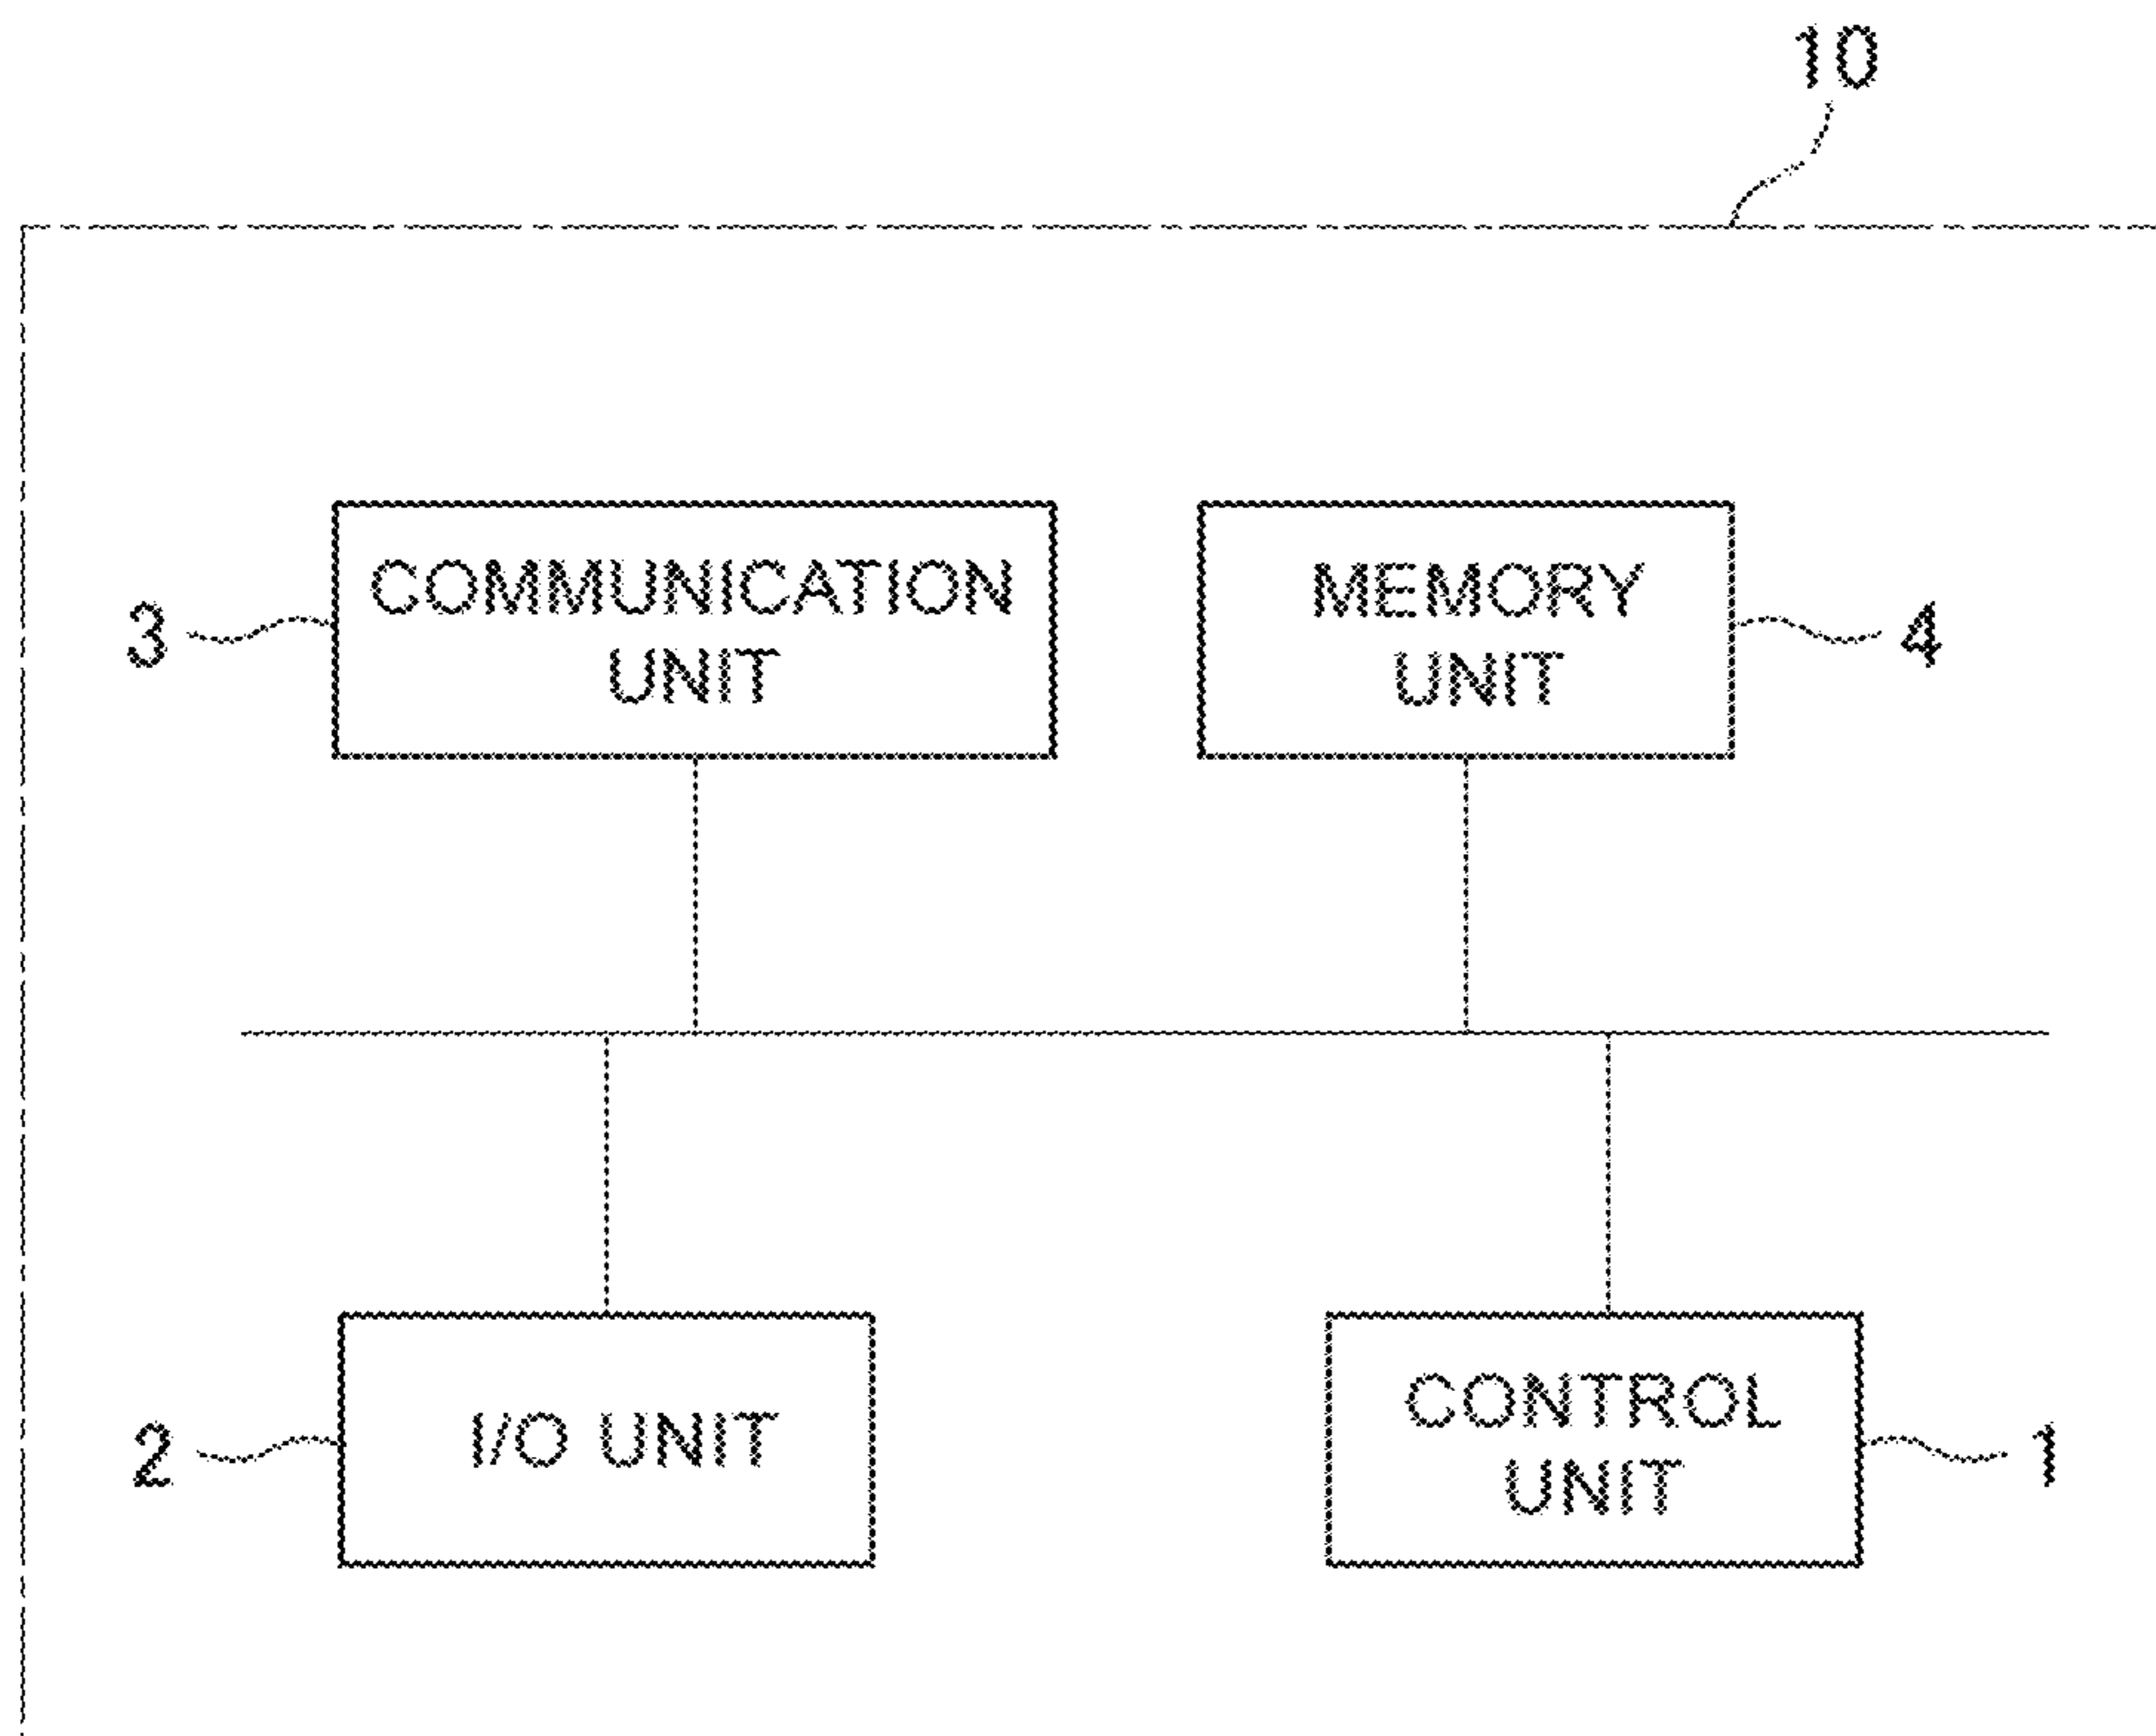 10
COMMUNICATION
UNIT
3
MEMORY
UNIT
4
I/O UNIT
2
CONTROL
UNIT
1